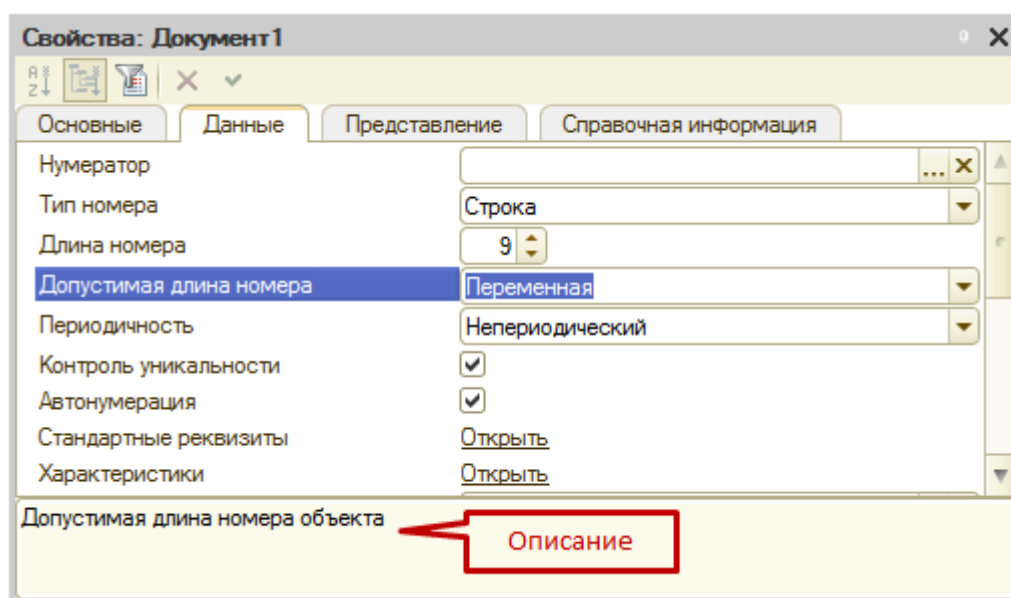 Свойства: Документ1
Основные Данные Представление Справочная информация
Нумератор ...
Тип номера Строка
Длина номера 9
Допустимая длина номера Переменная
Периодичность Непериодический
Контроль уникальности
Автонумерация
Стандартные реквизиты Открыть
Характеристики Открыть
Допустимая длина номера объекта
Описание